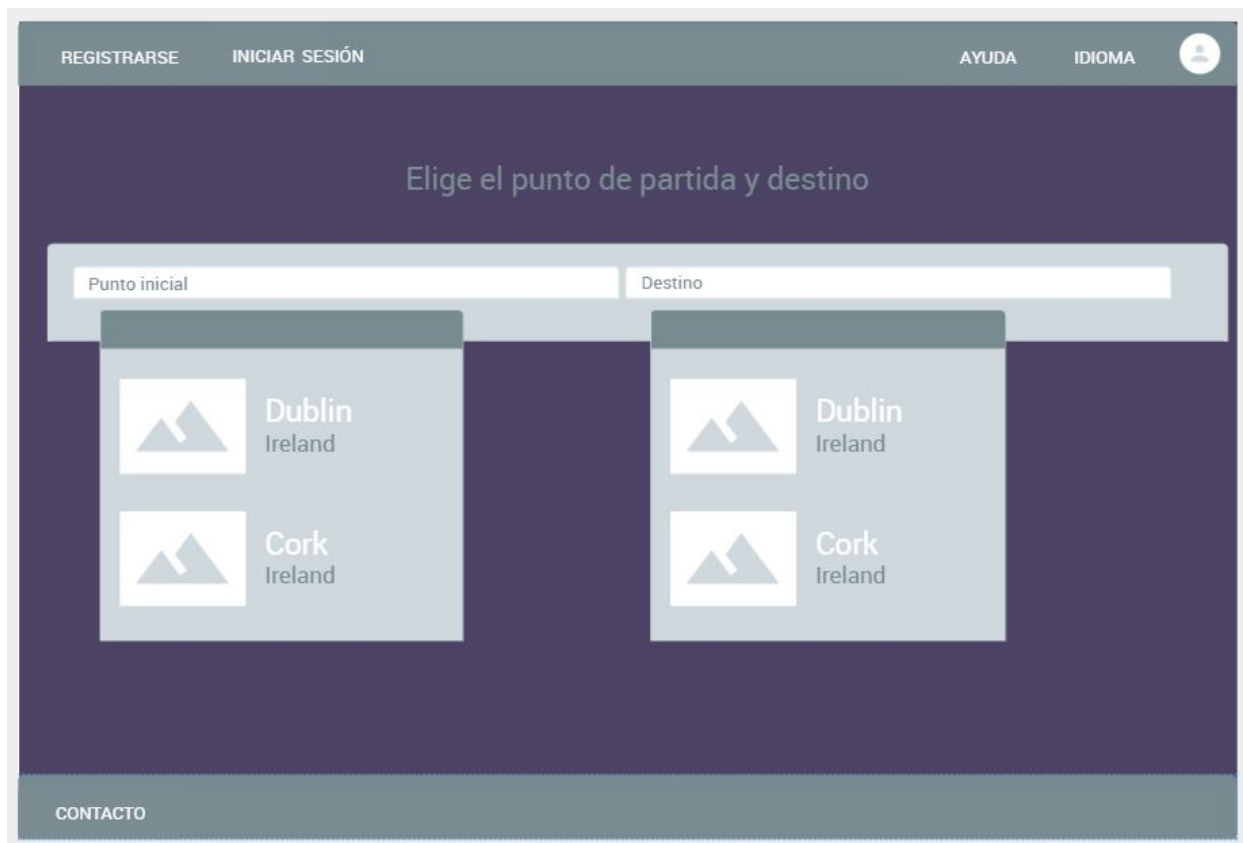 REGISTRARSE
INICIAR SESIÓN
AYUDA
IDIOMA
Elige el punto de partida y destino
Punto inicial
Destino
Dublin
Ireland
Cork
Ireland
Dublin
Ireland
Cork
Ireland
CONTACTO